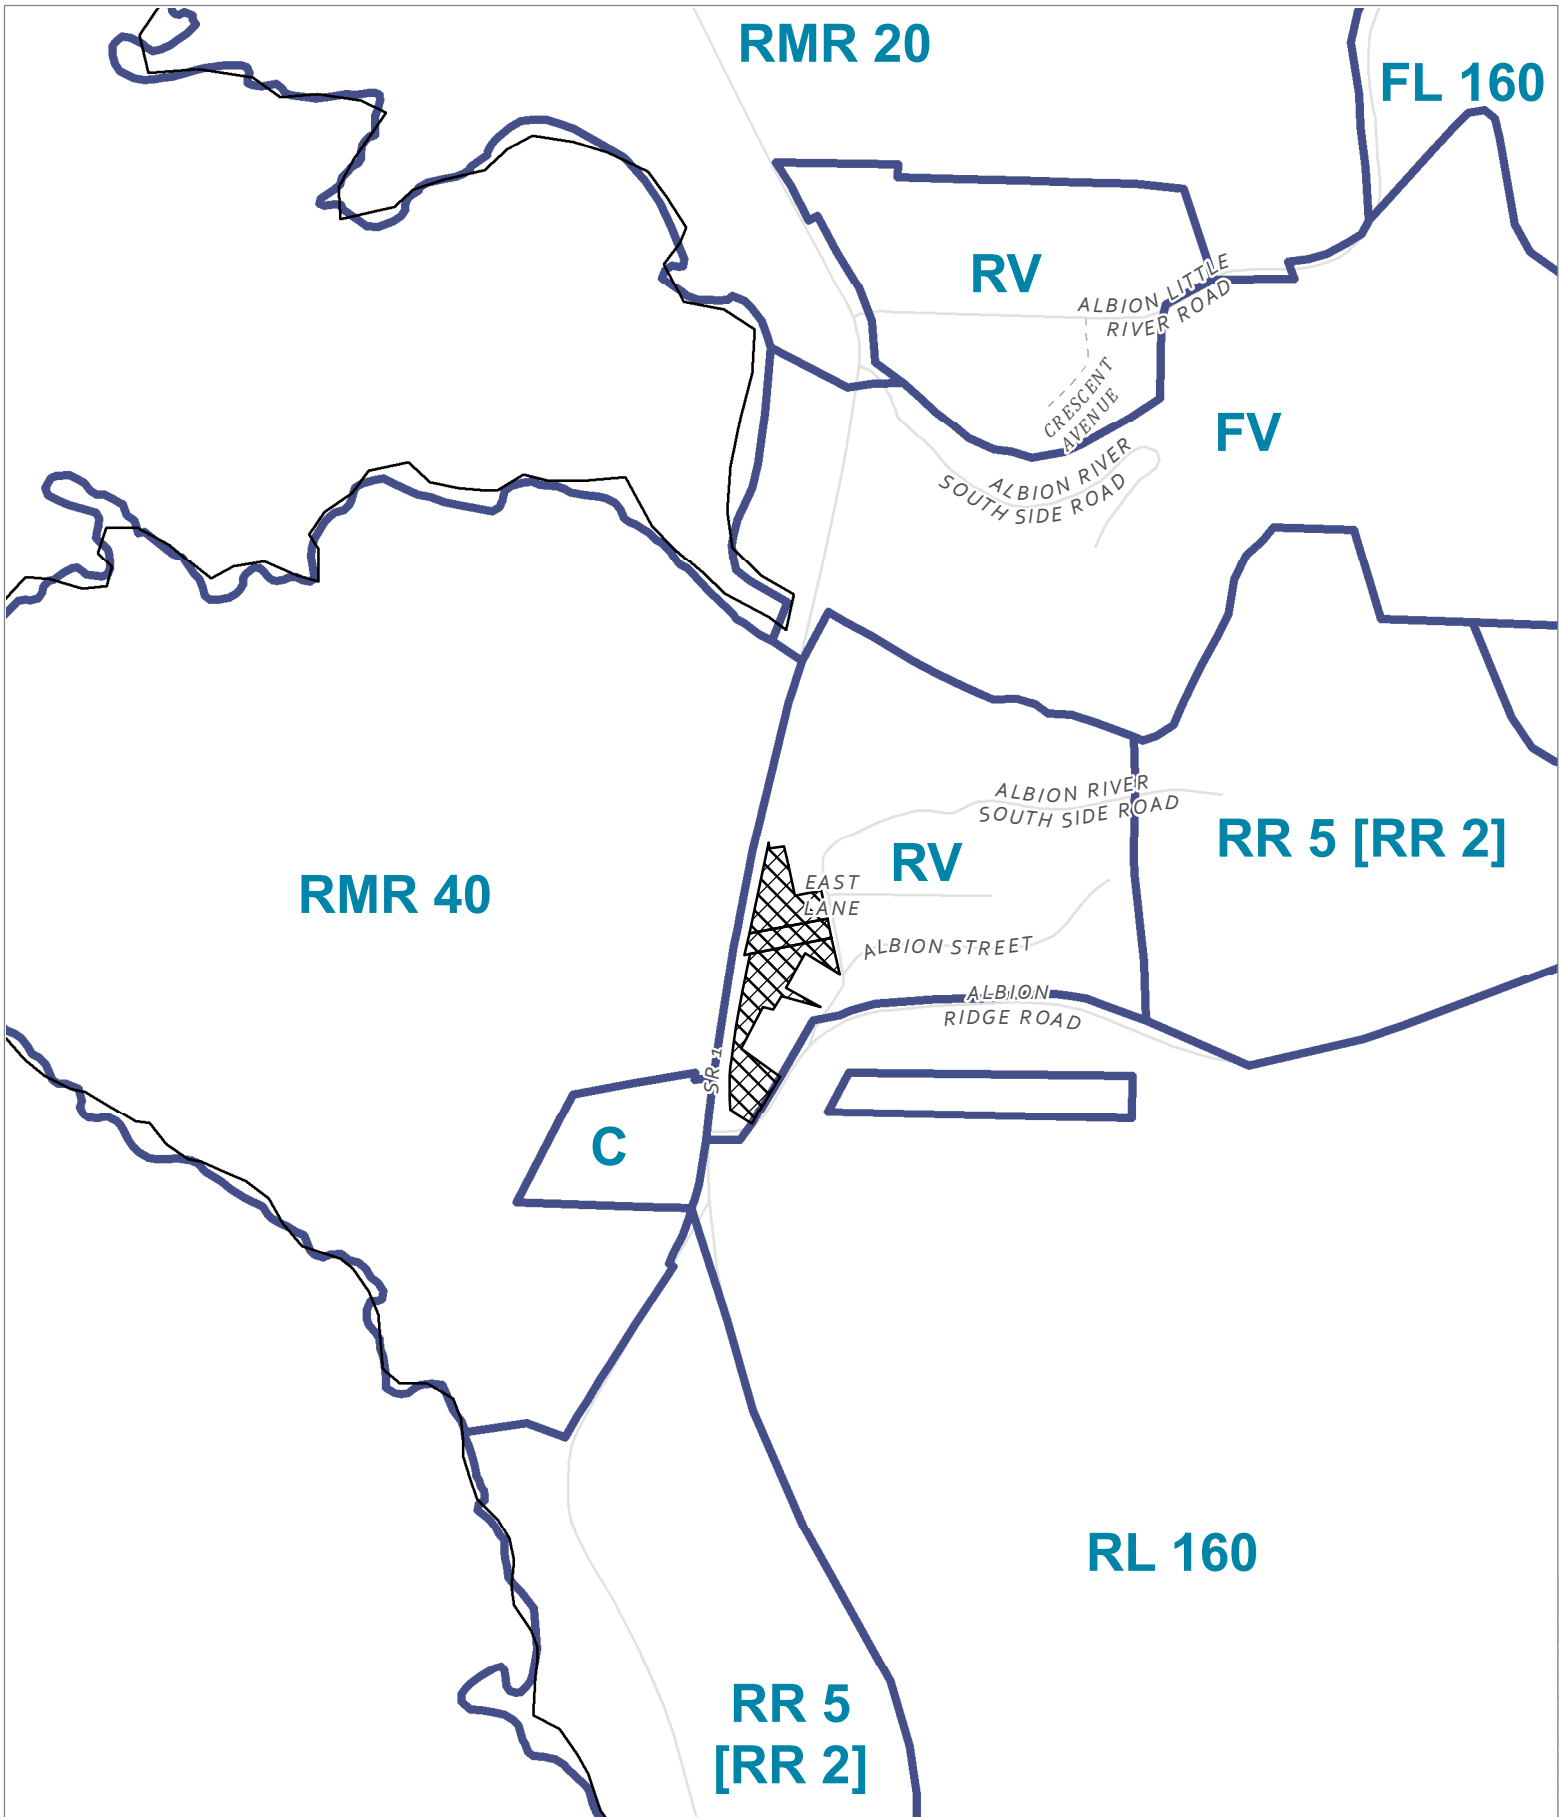 RMR 20
FL 160
RV
ALBION LITTLE
RIVER ROAD
CRESCENT
AVENUE
FV
ALBION RIVER
SOUTH SIDE ROAD
ALBION RIVER
SOUTH SIDE ROAD
RR 5 [RR 2]
RV
EAST
LANE
RMR 40
ALBION STREET
ALBION
RIDGE ROAD
SR 1
C
RL 160
RR 5
[RR 2]